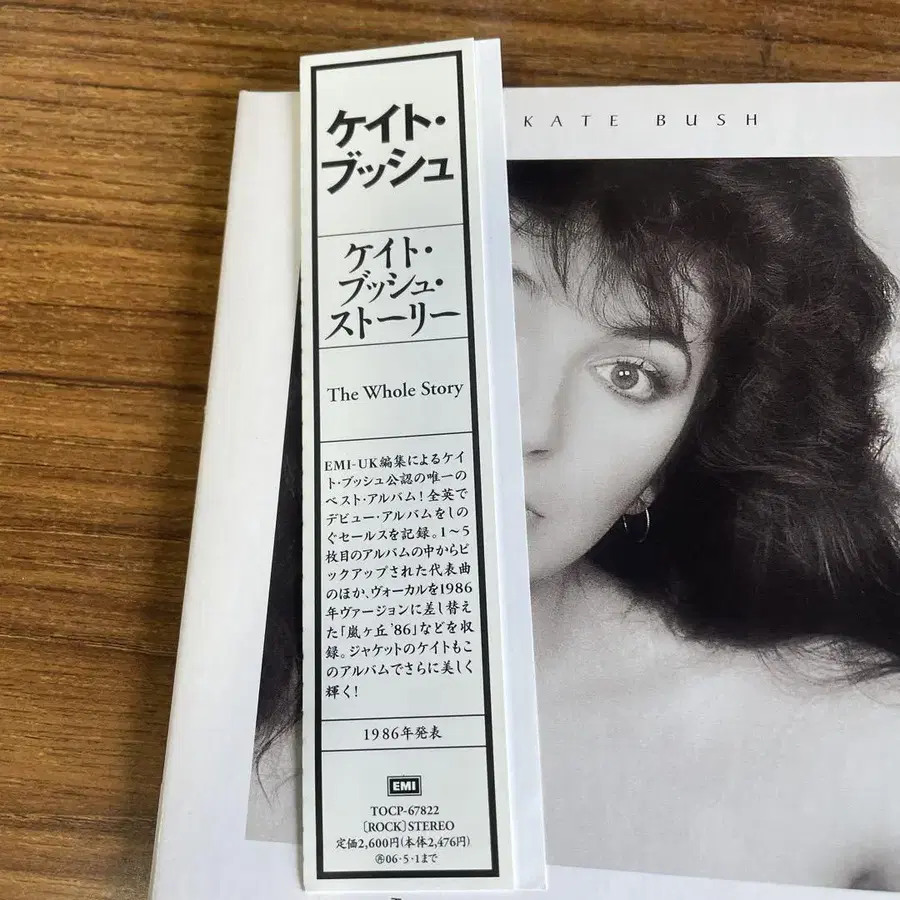 ケイト・
ブッシュ
ケイト・
ブッシュ・
ストーリー
The Whole Story
EMI-UK編集によるケイ
ト・ブッシュ公認の唯一の
ベスト・アルバム!全英で
デビュー・アルバムをしの
ぐセールスを記録。1〜5
枚目のアルバムの中からピ
ックアップされた代表曲
のほか、ヴォーカルを1986
年ヴァージョンに差し替え
た「嵐ヶ丘'86」などを収
録。ジャケットのケイトもこ
のアルバムでさらに美しく
輝く!
1986年発表
EMI
TOCP-67822
〔ROCK〕STEREO
定価2,600円(本体2,476円)
㋐06・5・1まで
KATE BUSH